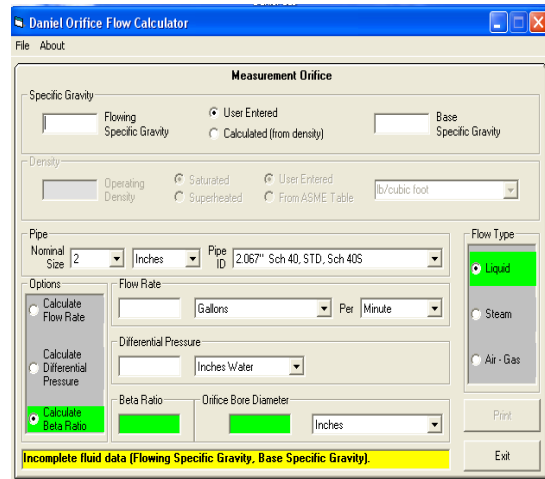 Daniel Orifice Flow Calculator
File About
Measurement Orifice
Specific Gravity
Flowing
Specific Gravity
User Entered
Calculated (from density)
Base
Specific Gravity
Density
Operating
Density
Saturated
Superheated
User Entered
From ASME Table
lb/cubic foot
Pipe
Nominal
Size
2
Inches
Pipe
ID
2.067" Sch 40, STD, Sch 40S
Flow Type
Liquid
Steam
Air - Gas
Options
Calculate
Flow Rate
Calculate
Differential
Pressure
Calculate
Beta Ratio
Flow Rate
Gallons
Per
Minute
Differential Pressure
Inches Water
Beta Ratio
Orifice Bore Diameter
Inches
Print
Exit
Incomplete fluid data (Flowing Specific Gravity, Base Specific Gravity).